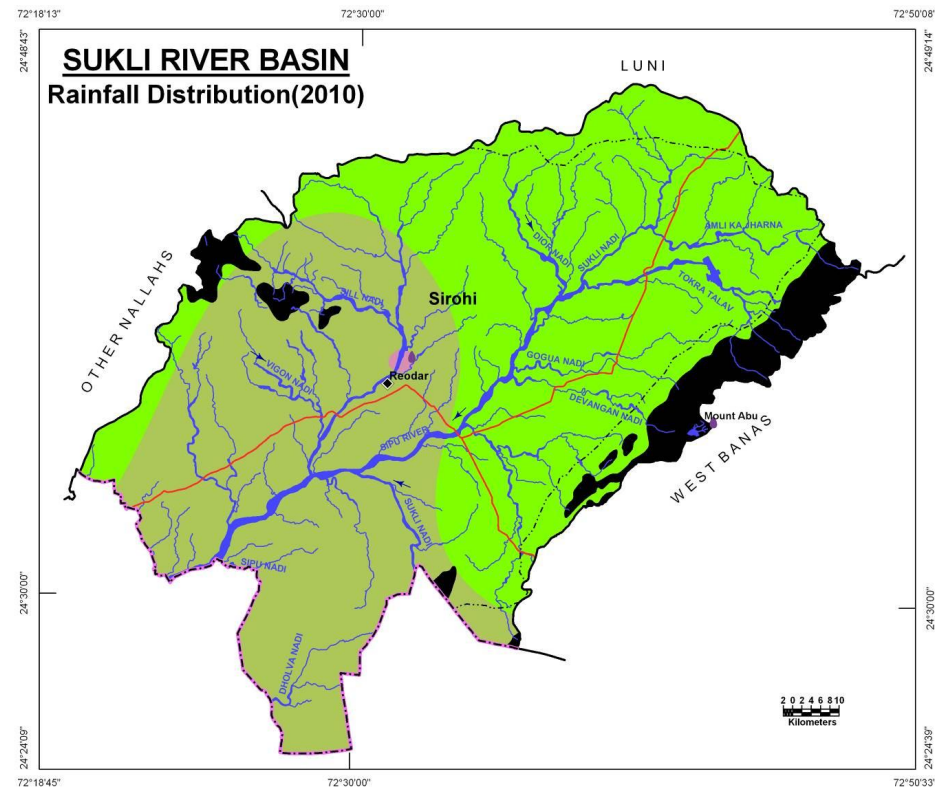 72°18'13"
72°30'00"
72°50'08"
24°48'43"
24°49'14"
SUKLI RIVER BASIN
Rainfall Distribution(2010)
LUNI
OTHER NALLAHS
AMLI KA JHARNA
DIOR NADI
SUKLI NADI
TOKRA TALAV
Sirohi
GOGUA NADI
Reodar
VIGON NADI
DEVANGAN NADI
Mount Abu
WEST BANAS
SIPU RIVER
SUKLI NADI
SIPU NADI
24°30'00"
24°30'00"
DHOLVA NADI
2 0 2 4 6 8 10
Kilometers
24°24'09"
24°24'39"
72°18'45"
72°30'00"
72°50'33"